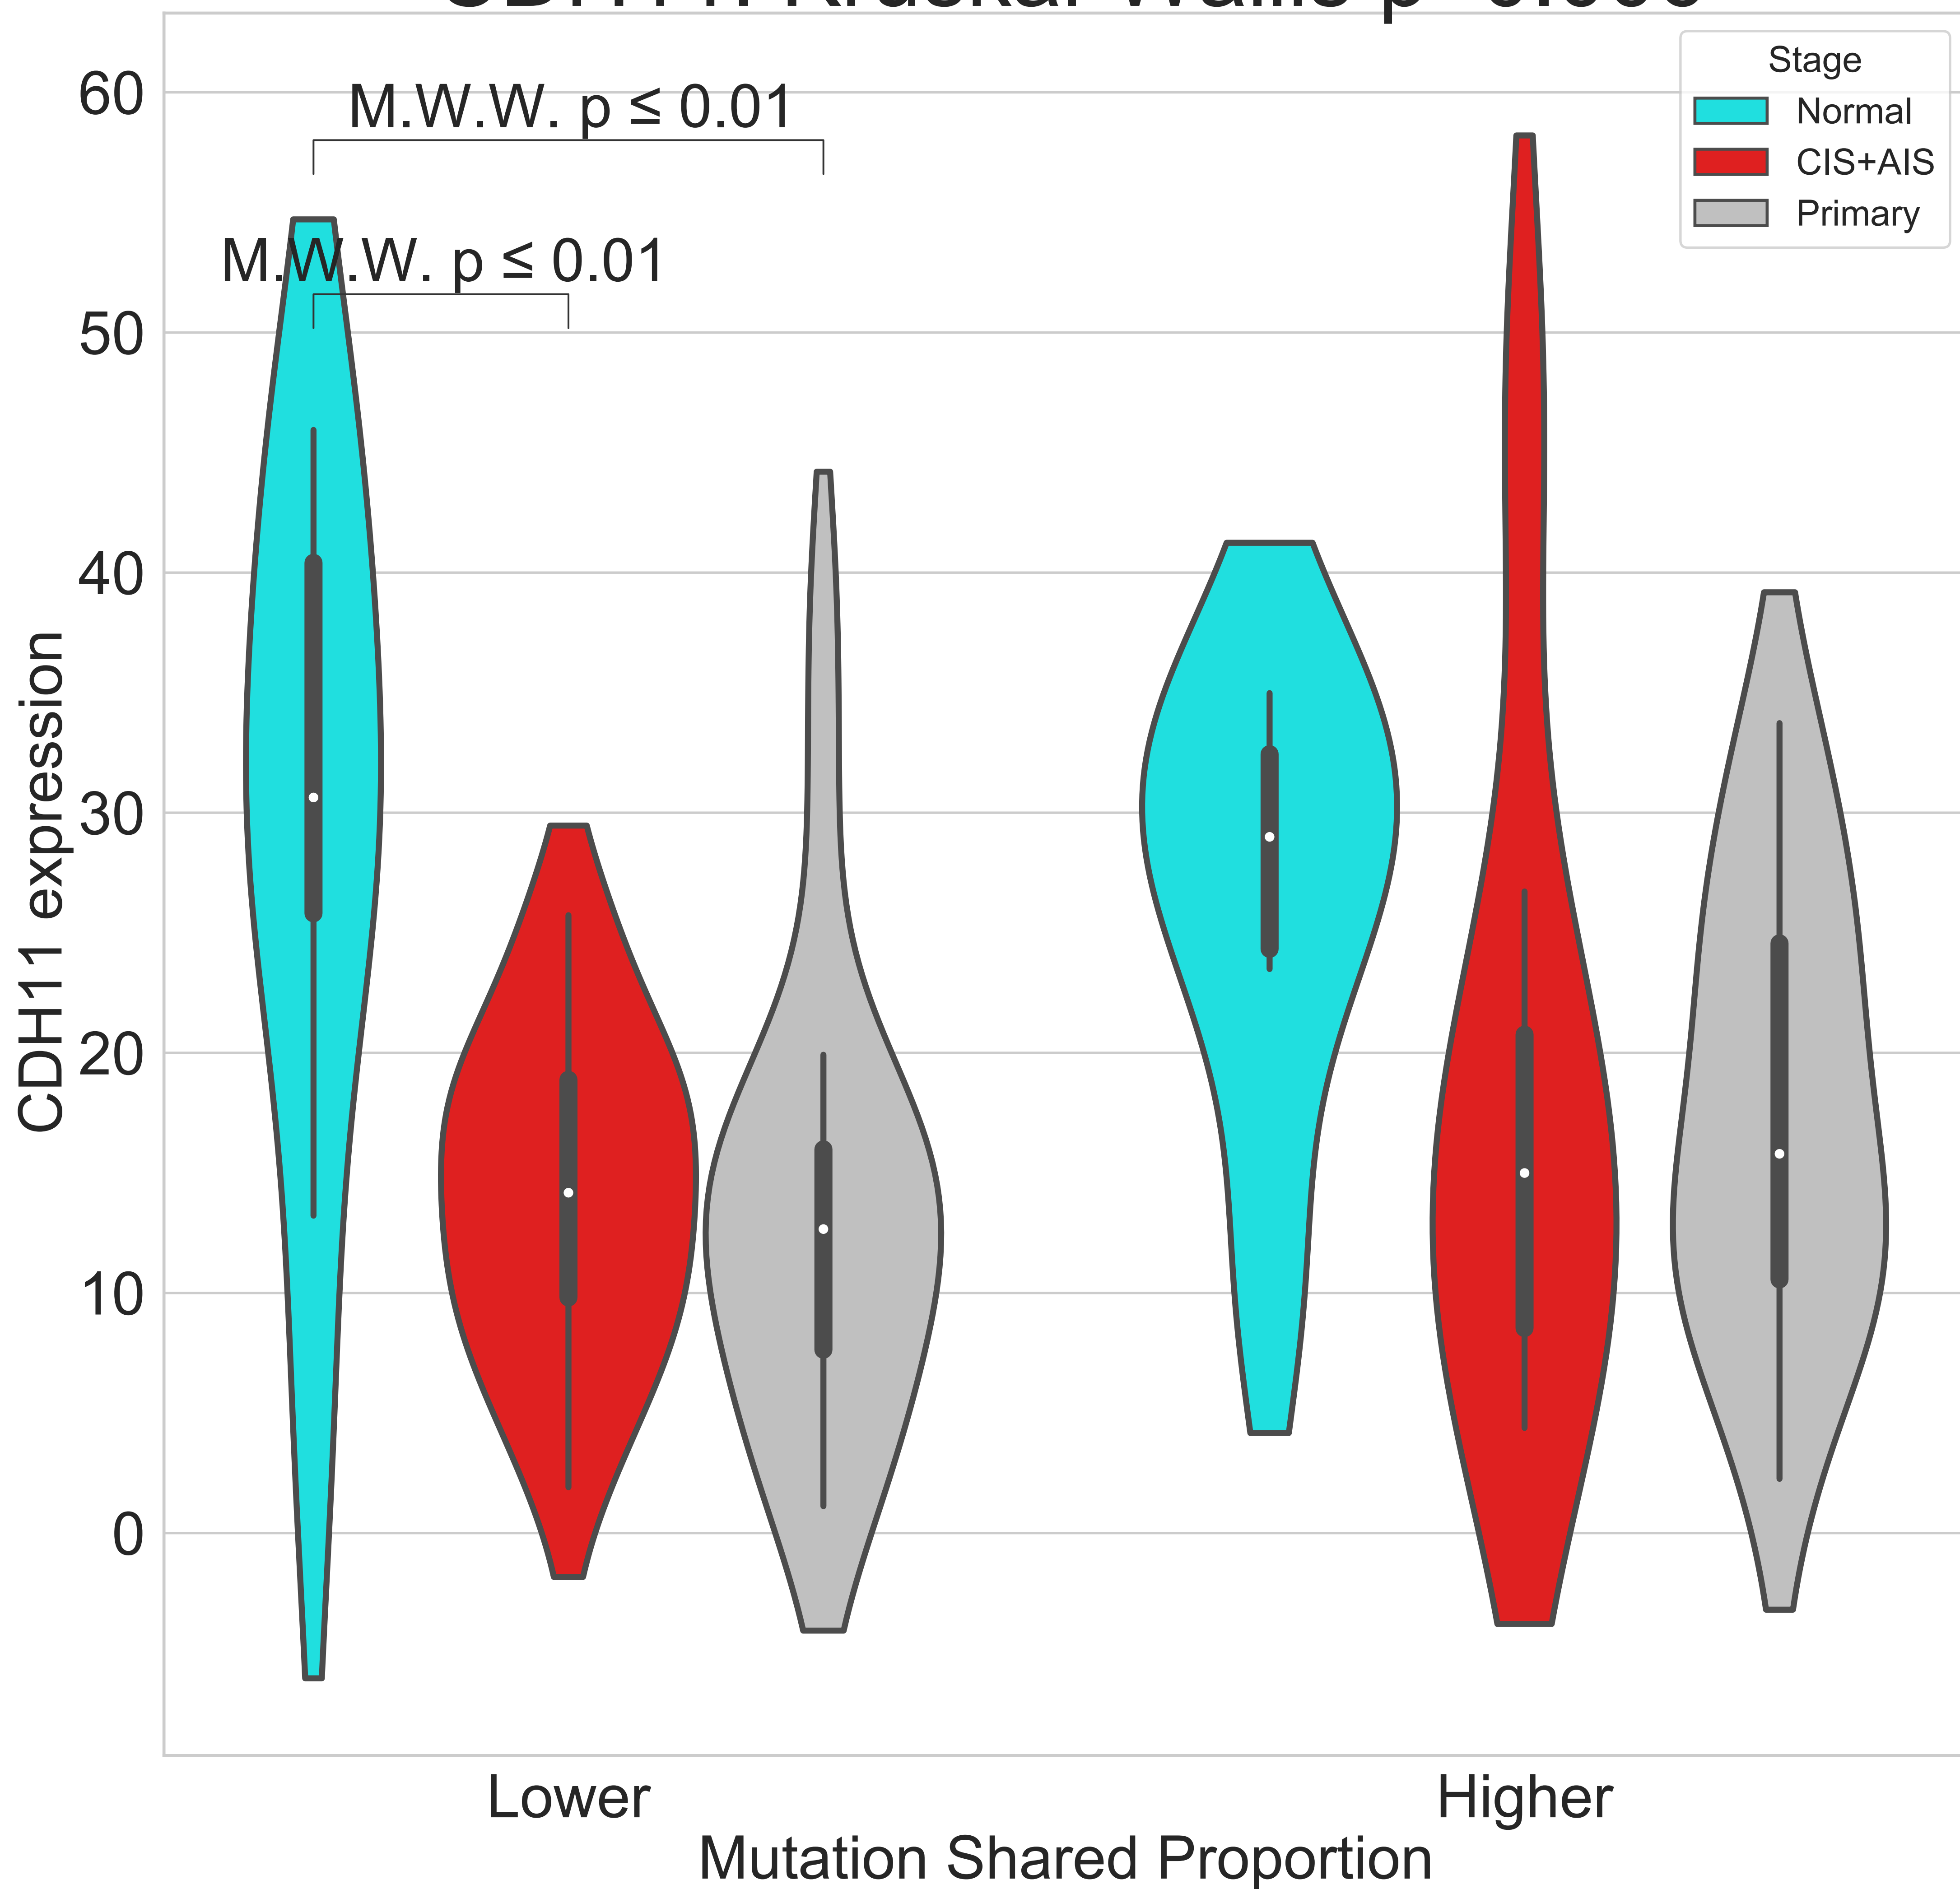 60
50
40
30
20
10
0
CDH11 expression
M.W.W. p ≤ 0.01
M.W.W. p ≤ 0.01
Stage
Normal
CIS+AIS
Primary
Lower
Higher
Mutation Shared Proportion